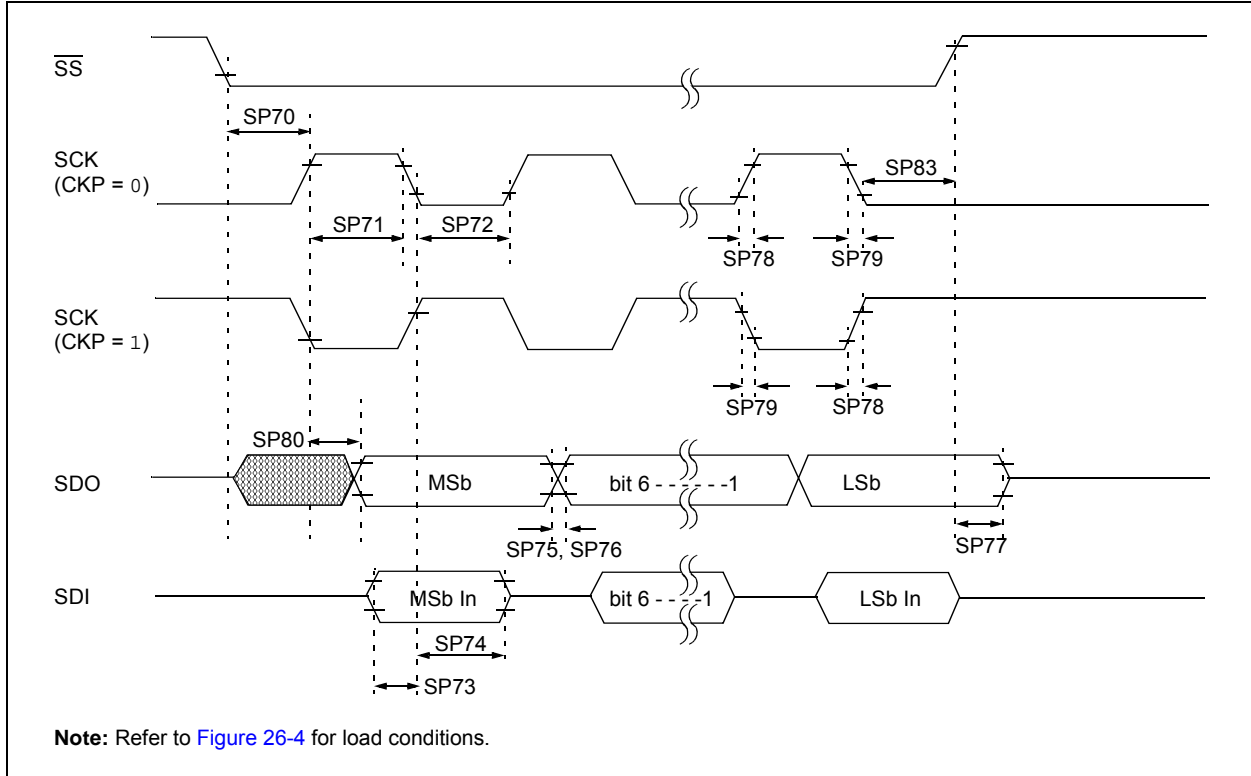 SS
SP70
SCK
(CKP = 0)
SP83
SP71
SP72
SP78
SP79
SCK
(CKP = 1)
SP79
SP78
SP80
SDO
MSb
bit 6 - - - - - - -1
LSb
SP75, SP76
SP77
SDI
MSb In
bit 6 - - - - -1
LSb In
SP74
SP73
Note: Refer to Figure 26-4 for load conditions.